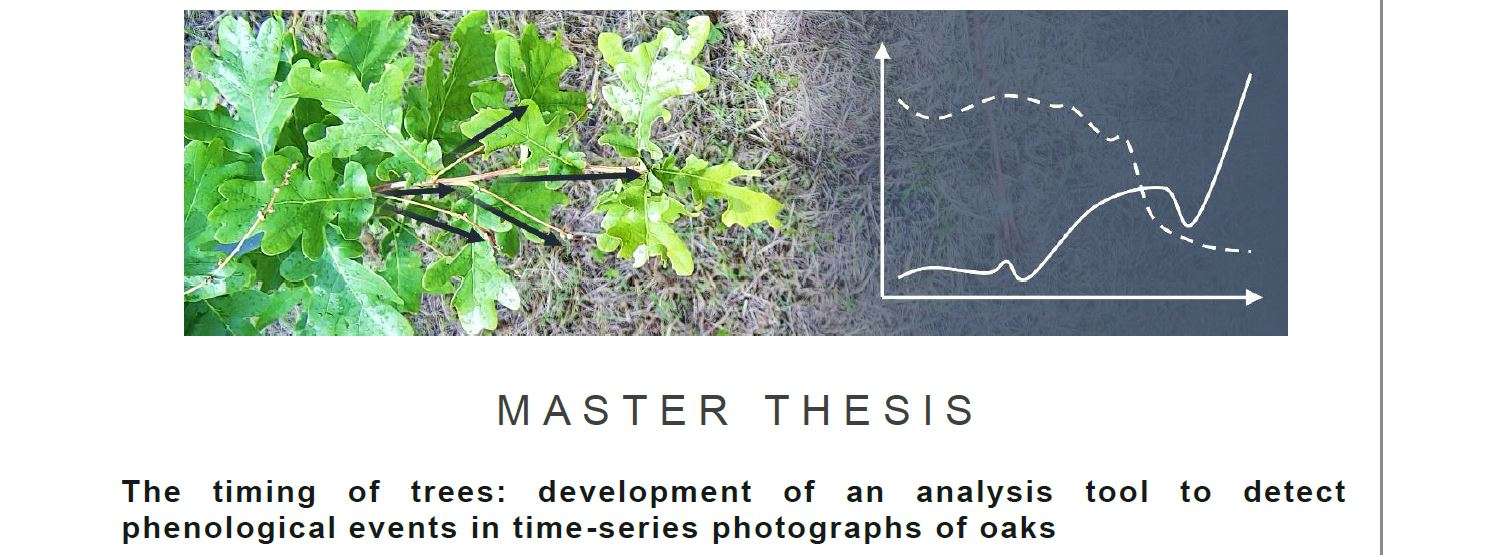 MASTER THESIS
The timing of trees: development of an analysis tool to detect
phenological events in time-series photographs of oaks